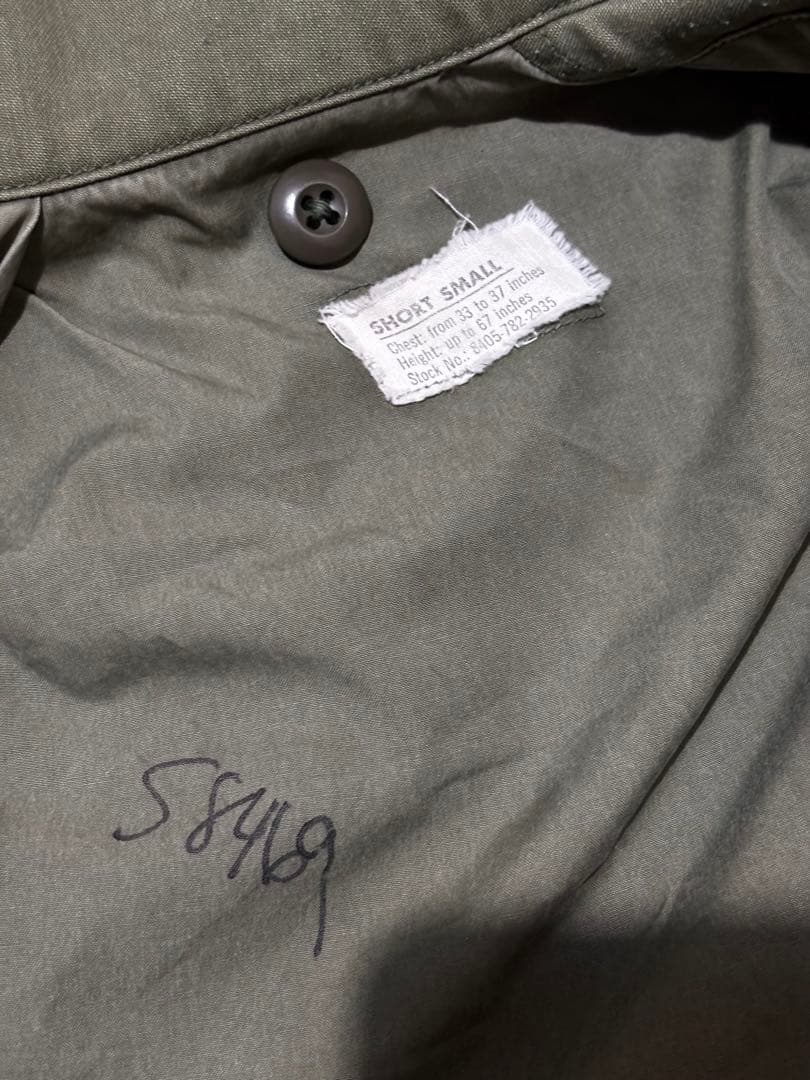 SHORT SMALL
Chest: from 33 to 37 inches
Height: up to 67 inches
Stock No.: 8405-782-2935
58469